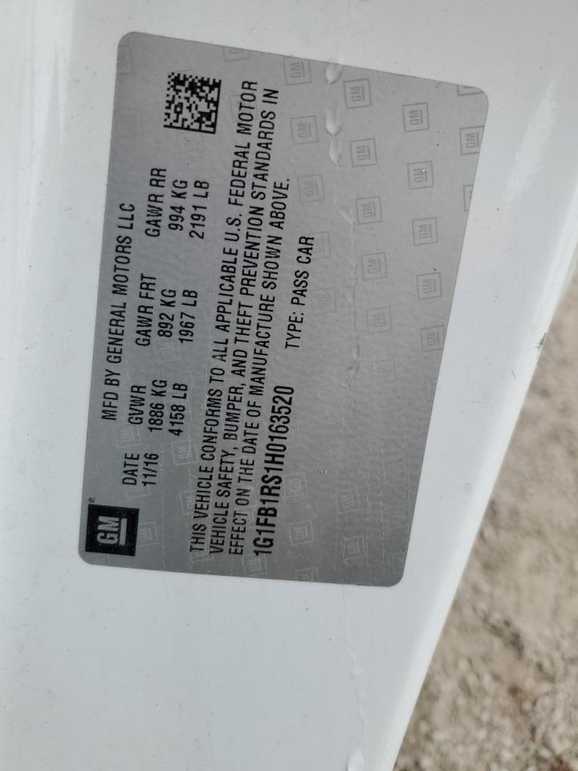 GM®
MFD BY GENERAL MOTORS LLC
DATE GVWR GAWR FRT GAWR RR
11/16 1886 KG 892 KG 994 KG
4158 LB 1967 LB 2191 LB
THIS VEHICLE CONFORMS TO ALL APPLICABLE U.S. FEDERAL MOTOR
VEHICLE SAFETY, BUMPER, AND THEFT PREVENTION STANDARDS IN
EFFECT ON THE DATE OF MANUFACTURE SHOWN ABOVE.
1G1FB1RS1H0163520 TYPE: PASS CAR